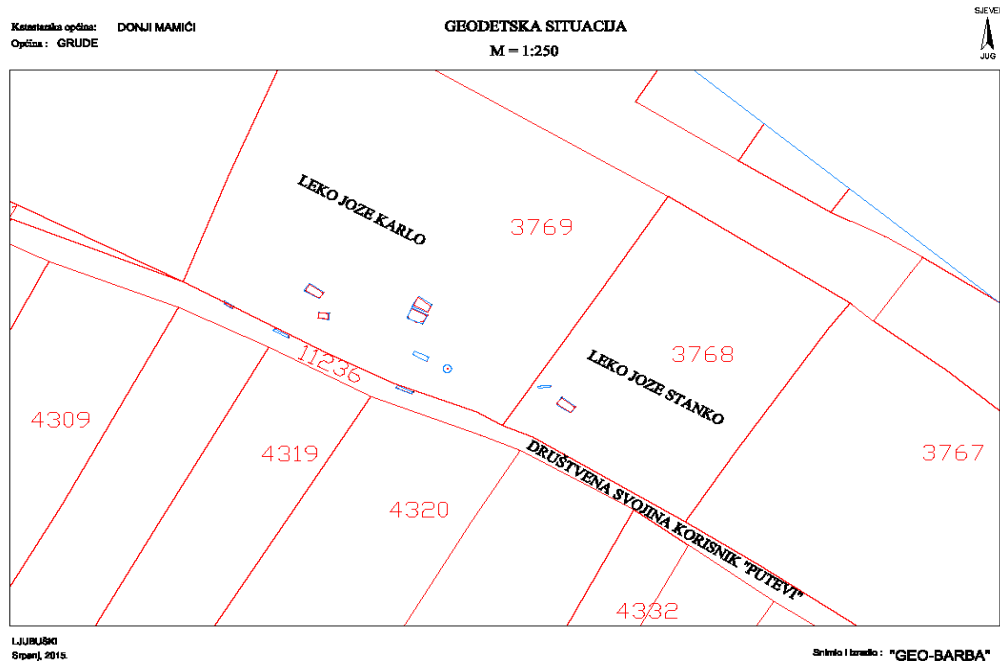 Katastarska općina: DONJI MAMIĆI
Općina : GRUDE
GEODETSKA SITUACIJA
M = 1:250
SJEVER
JUG
LEKO JOZE KARLO
3769
3768
LEKO JOZE STANKO
11236
4309
4319
4320
3767
DRUŠTVENA SVOJINA KORISNIK "PUTEVI"
4332
LJUBUŠKI
Srpanj, 2015.
Snimio i izradio : "GEO-BARBA"